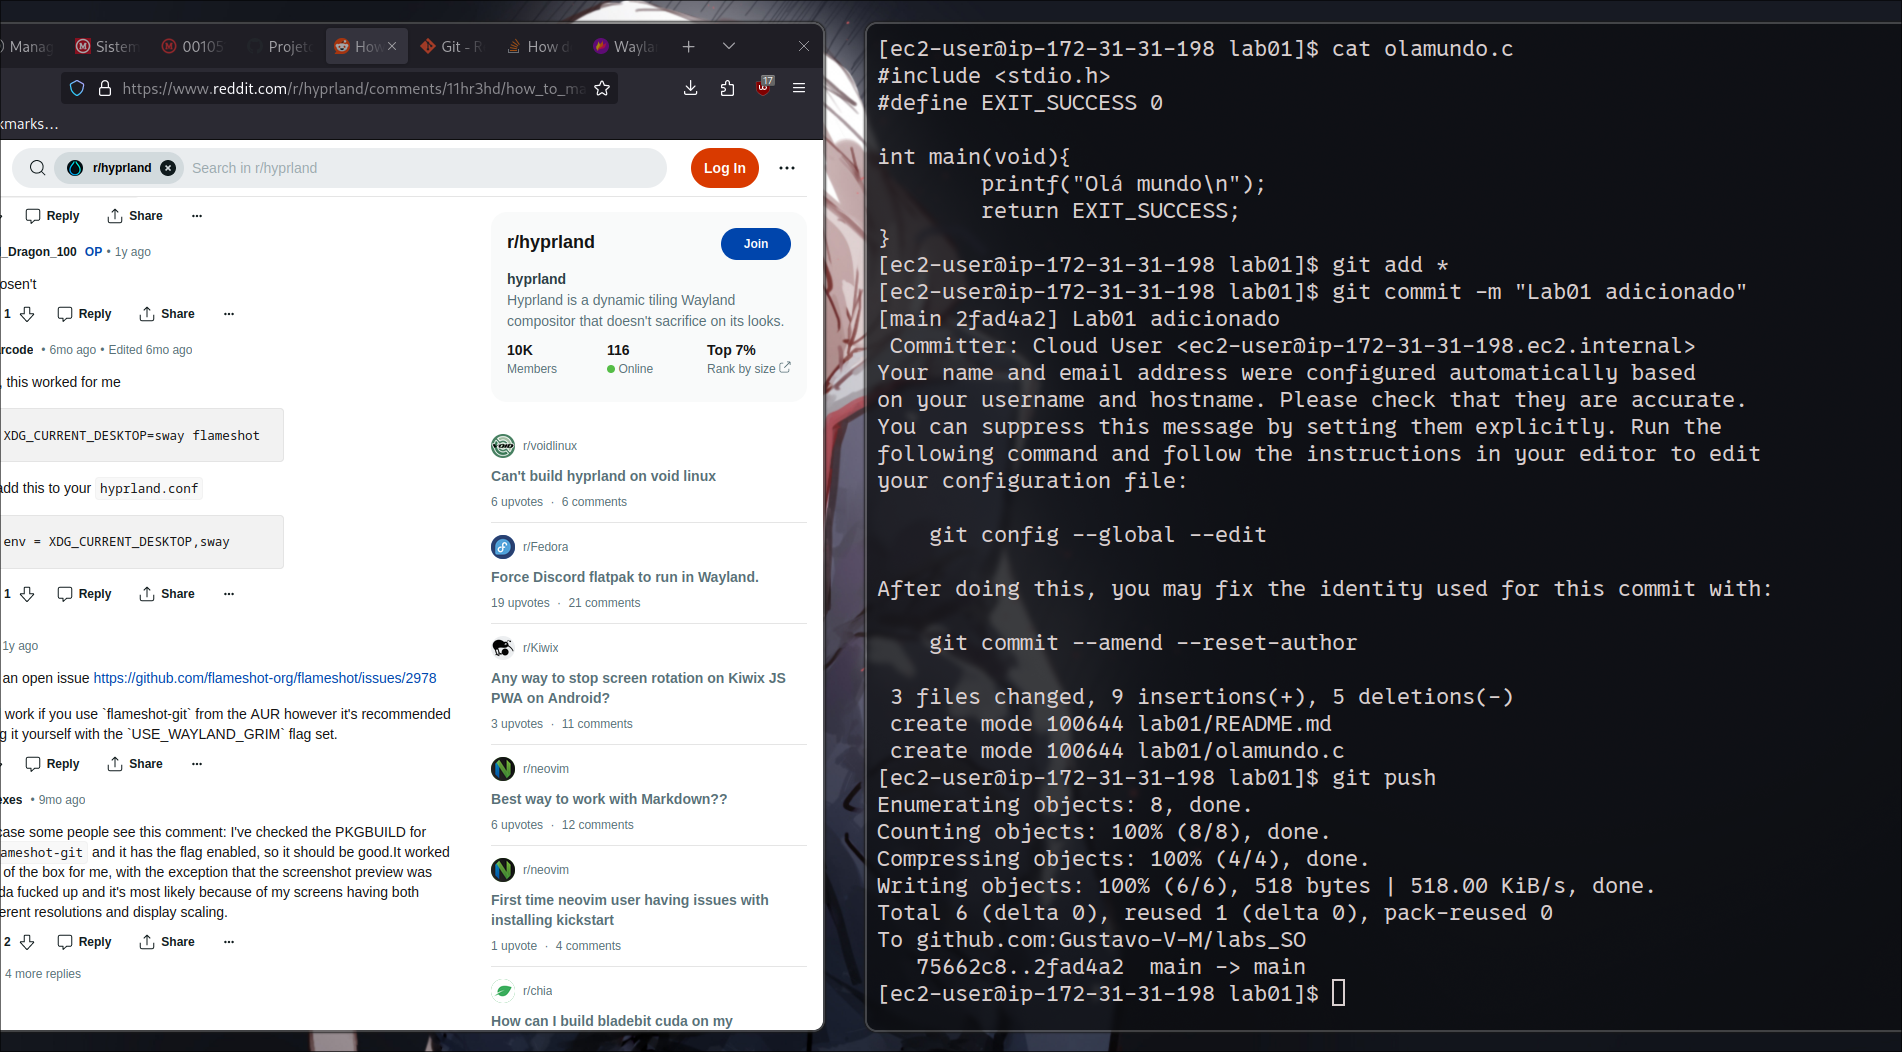 Mana
Sistem
00105
Projeto
How
Git - R
How d
Wayla
https://www.reddit.com/r/hyprland/comments/11hr3hd/how_to_ma
17
kmarks...
r/hyprland
Search in r/hyprland
Log In
Reply
Share
_Dragon_100 OP • 1y ago
osen't
1
Reply
Share
rcode • 6mo ago • Edited 6mo ago
, this worked for me
XDG_CURRENT_DESKTOP=sway flameshot
add this to your hyprland.conf
env = XDG_CURRENT_DESKTOP,sway
1
Reply
Share
1y ago
an open issue https://github.com/flameshot-org/flameshot/issues/2978
work if you use `flameshot-git` from the AUR however it's recommended
g it yourself with the `USE_WAYLAND_GRIM` flag set.
Reply
Share
exes • 9mo ago
case some people see this comment: I've checked the PKGBUILD for
ameshot-git and it has the flag enabled, so it should be good.It worked
of the box for me, with the exception that the screenshot preview was
da fucked up and it's most likely because of my screens having both
erent resolutions and display scaling.
2
Reply
Share
4 more replies
r/hyprland
Join
hyprland
Hyprland is a dynamic tiling Wayland
compositor that doesn't sacrifice on its looks.
10K
Members
116
Online
Top 7%
Rank by size
r/voidlinux
Can't build hyprland on void linux
6 upvotes · 6 comments
r/Fedora
Force Discord flatpak to run in Wayland.
19 upvotes · 21 comments
r/Kiwix
Any way to stop screen rotation on Kiwix JS
PWA on Android?
3 upvotes · 11 comments
r/neovim
Best way to work with Markdown??
6 upvotes · 12 comments
r/neovim
First time neovim user having issues with
installing kickstart
1 upvote · 4 comments
r/chia
How can I build bladebit cuda on my
[ec2-user@ip-172-31-31-198 lab01]$ cat olamundo.c
#include <stdio.h>
#define EXIT_SUCCESS 0
int main(void){
printf("Olá mundo\n");
return EXIT_SUCCESS;
}
[ec2-user@ip-172-31-31-198 lab01]$ git add *
[ec2-user@ip-172-31-31-198 lab01]$ git commit -m "Lab01 adicionado"
[main 2fad4a2] Lab01 adicionado
Committer: Cloud User <ec2-user@ip-172-31-31-198.ec2.internal>
Your name and email address were configured automatically based
on your username and hostname. Please check that they are accurate.
You can suppress this message by setting them explicitly. Run the
following command and follow the instructions in your editor to edit
your configuration file:
git config --global --edit
After doing this, you may fix the identity used for this commit with:
git commit --amend --reset-author
3 files changed, 9 insertions(+), 5 deletions(-)
create mode 100644 lab01/README.md
create mode 100644 lab01/olamundo.c
[ec2-user@ip-172-31-31-198 lab01]$ git push
Enumerating objects: 8, done.
Counting objects: 100% (8/8), done.
Compressing objects: 100% (4/4), done.
Writing objects: 100% (6/6), 518 bytes | 518.00 KiB/s, done.
Total 6 (delta 0), reused 1 (delta 0), pack-reused 0
To github.com:Gustavo-V-M/labs_SO
75662c8..2fad4a2  main -> main
[ec2-user@ip-172-31-31-198 lab01]$